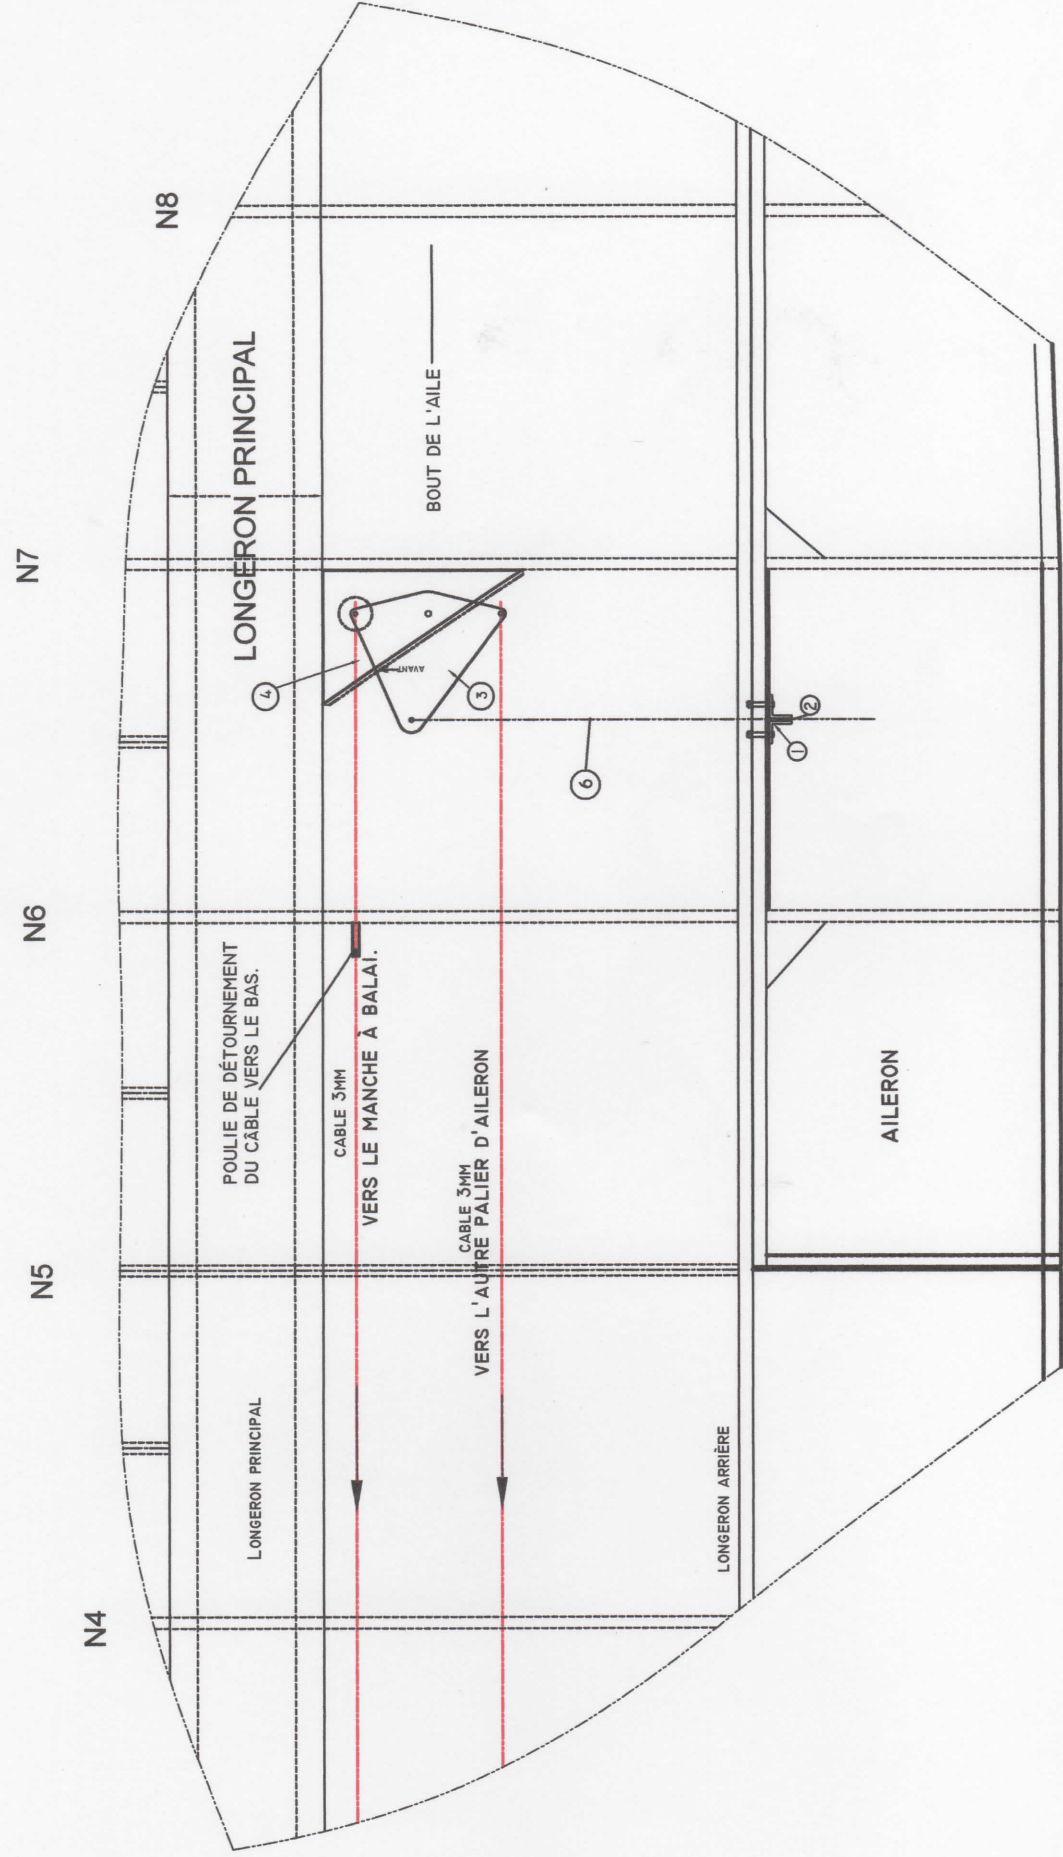 N4
N5
N6
N7
N8
LONGERON PRINCIPAL
LONGERON PRINCIPAL
POULIE DE DÉTOURNEMENT
DU CÂBLE VERS LE BAS.
4
CABLE 3MM
VERS LE MANCHE À BALAI.
AVANT
3
BOUT DE L'AILE
CABLE 3MM
VERS L'AUTRE PALIER D'AILERON
6
LONGERON ARRIÈRE
1
2
AILERON